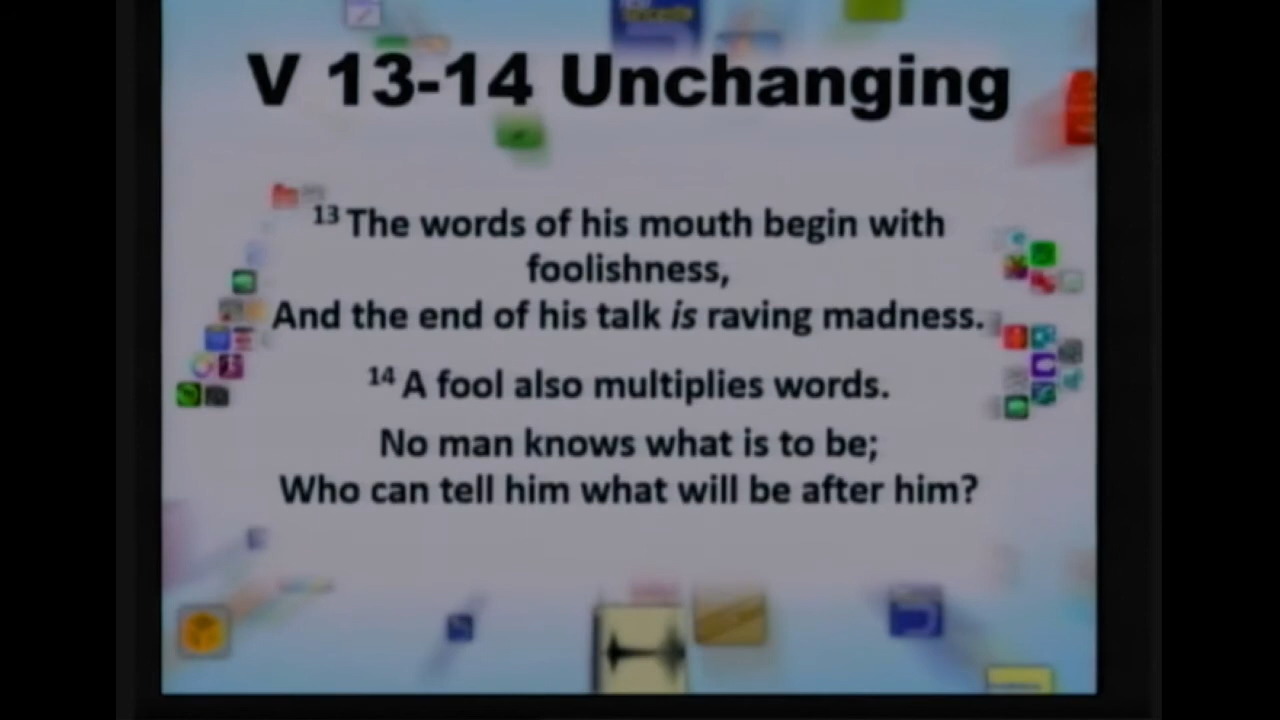 V 13-14 Unchanging
13 The words of his mouth begin with
foolishness,
And the end of his talk is raving madness.
14 A fool also multiplies words.
No man knows what is to be;
Who can tell him what will be after him?